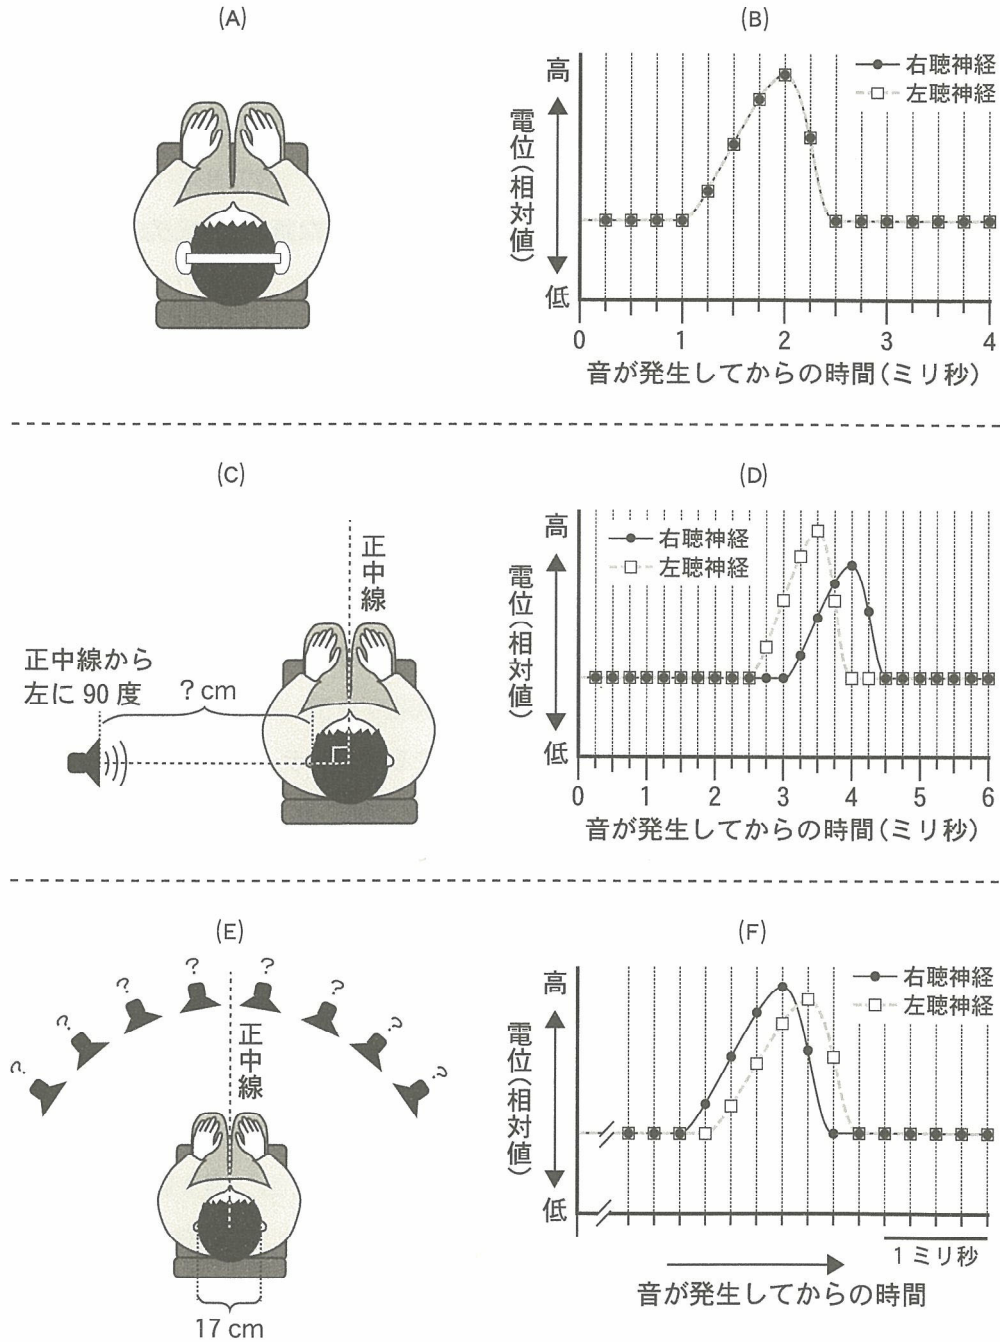 (A)
(B)
高
電位(相対値)
低
右聴神経
左聴神経
0 1 2 3 4
音が発生してからの時間(ミリ秒)
(C)
正中線
正中線から
左に 90 度
? cm
(D)
高
電位(相対値)
低
右聴神経
左聴神経
0 1 2 3 4 5 6
音が発生してからの時間(ミリ秒)
(E)
? ? ? ? ? ? ? ?
正中線
17 cm
(F)
高
電位(相対値)
低
右聴神経
左聴神経
1 ミリ秒
音が発生してからの時間